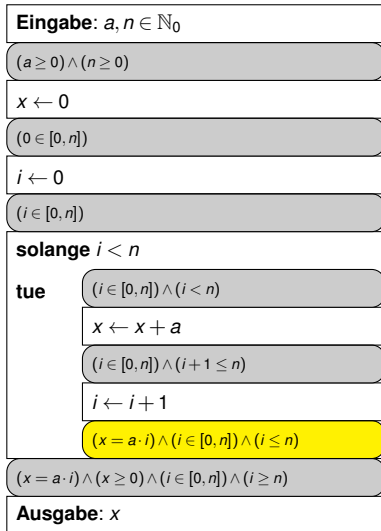 Eingabe: a, n ∈ ℕ₀
(a ≥ 0) ∧ (n ≥ 0)
x ← 0
(0 ∈ [0, n])
i ← 0
(i ∈ [0, n])
solange i < n
tue (i ∈ [0, n]) ∧ (i < n)
x ← x + a
(i ∈ [0, n]) ∧ (i + 1 ≤ n)
i ← i + 1
(x = a · i) ∧ (i ∈ [0, n]) ∧ (i ≤ n)
(x = a · i) ∧ (x ≥ 0) ∧ (i ∈ [0, n]) ∧ (i ≥ n)
Ausgabe: x